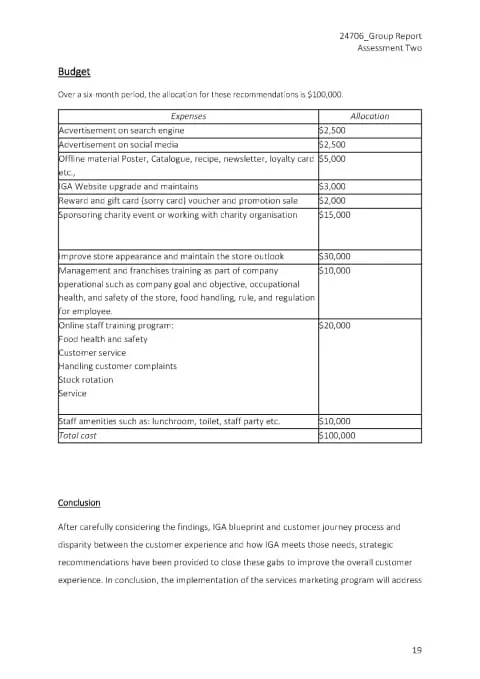 24706_Group Report
Assessment Two
Budget
Over a six-month period, the allocation for these recommendations is $100,000.
Expenses Allocation
Advertisement on search engine $2,500
Advertisement on social media $2,500
Offline material Poster, Catalogue, recipe, newsletter, loyalty card $5,000
etc.,
IGA Website upgrade and maintains $3,000
Reward and gift card (sorry card) voucher and promotion sale $2,000
Sponsoring charity event or working with charity organisation $15,000
Improve store appearance and maintain the store outlook $30,000
Management and franchises training as part of company $10,000
operational such as company goal and objective, occupational
health, and safety of the store, food handling, rule, and regulation
for employee.
Online staff training program: $20,000
Food health and safety
Customer service
Handling customer complaints
Stock rotation
Service
Staff amenities such as: lunchroom, toilet, staff party etc. $10,000
Total cost $100,000
Conclusion
After carefully considering the findings, IGA blueprint and customer journey process and
disparity between the customer experience and how IGA meets those needs, strategic
recommendations have been provided to close these gabs to improve the overall customer
experience. In conclusion, the implementation of the services marketing program will address
19